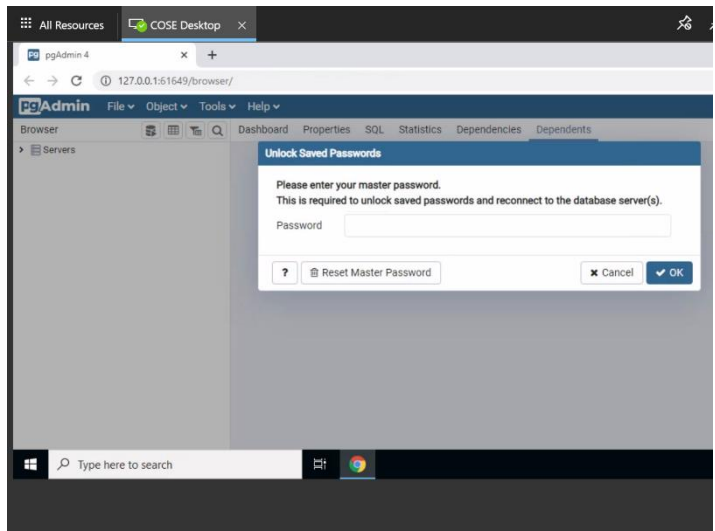 All Resources COSE Desktop
Pg pgAdmin 4
127.0.0.1:61649/browser/
PgAdmin File Object Tools Help
Browser Dashboard Properties SQL Statistics Dependencies Dependents
Servers
Unlock Saved Passwords
Please enter your master password.
This is required to unlock saved passwords and reconnect to the database server(s).
Password
? Reset Master Password Cancel OK
Type here to search